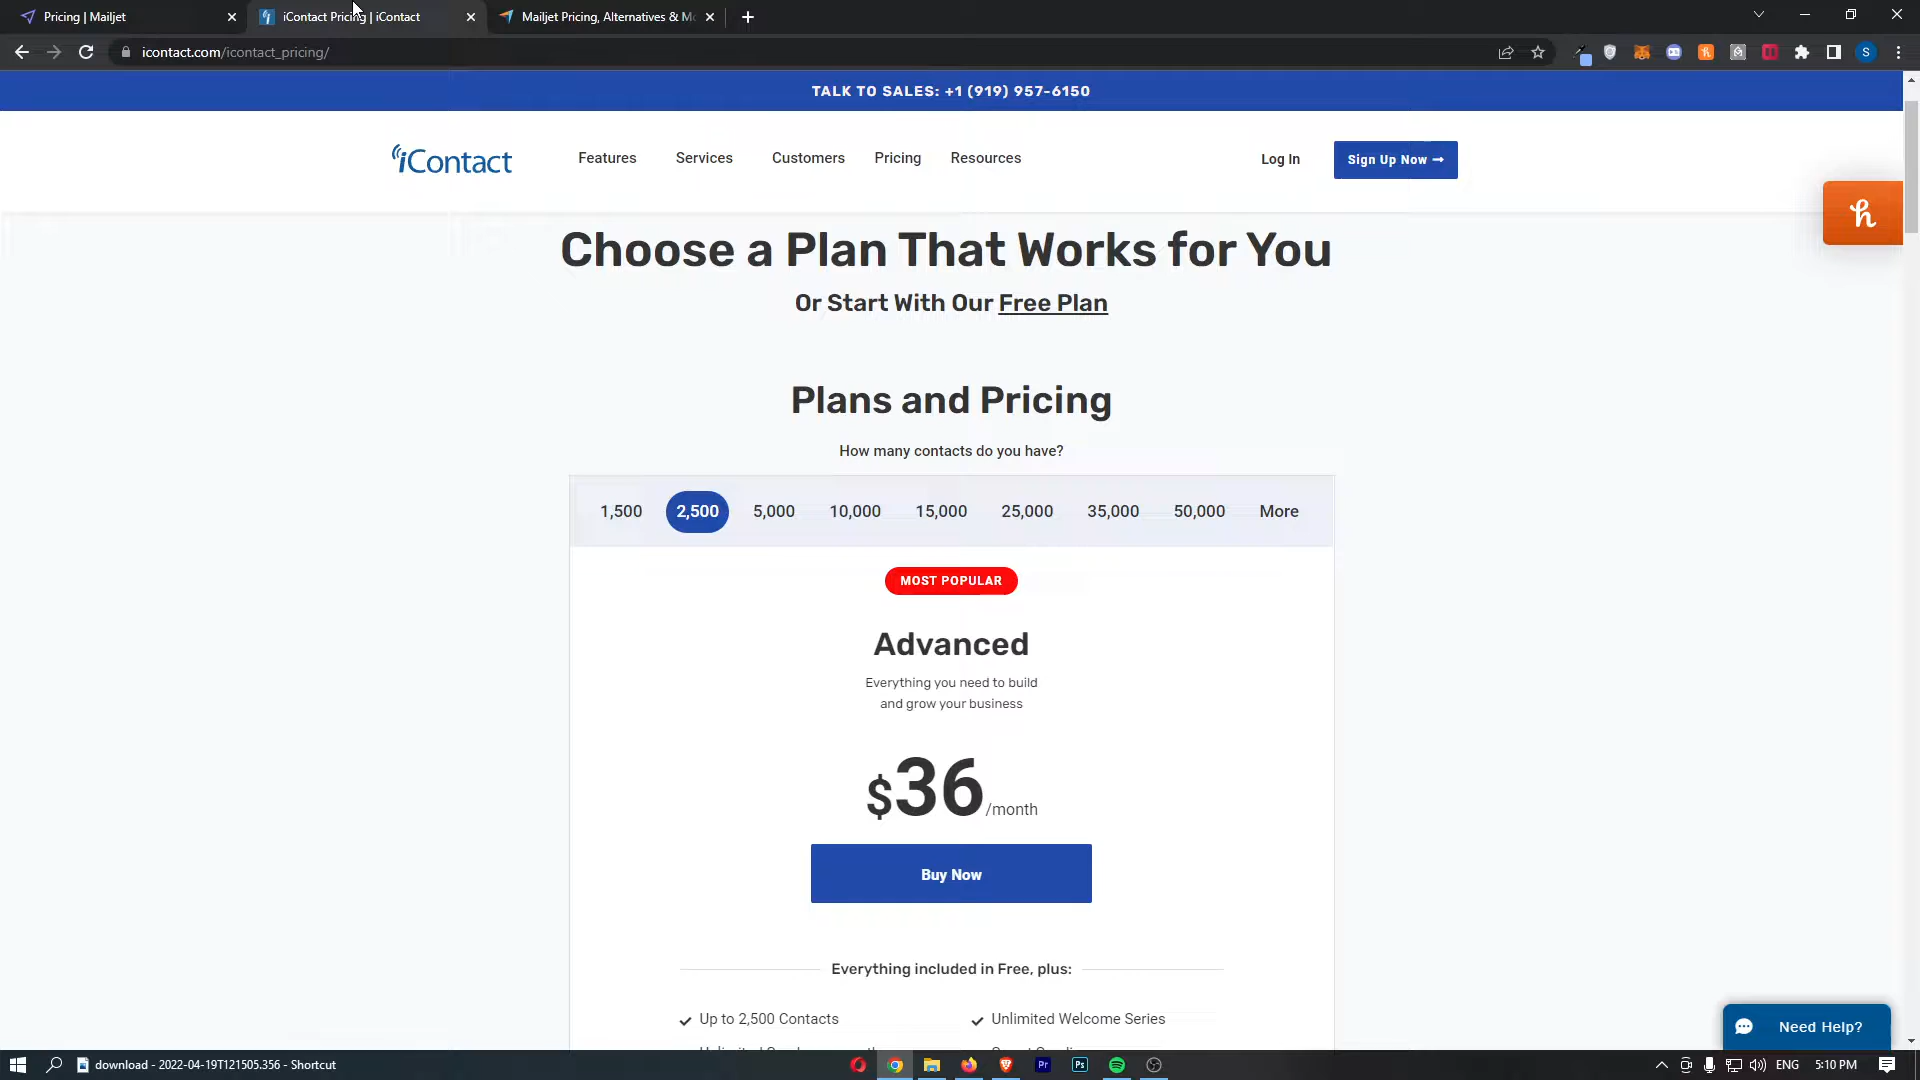 Pricing | Mailjet
iContact Pricing | iContact
Mailjet Pricing, Alternatives & Mo
icontact.com/icontact_pricing/
S
TALK TO SALES: +1 (919) 957-6150
iContact
Features
Services
Customers
Pricing
Resources
Log In
Sign Up Now
Choose a Plan That Works for You
Or Start With Our Free Plan
Plans and Pricing
How many contacts do you have?
1,500
2,500
5,000
10,000
15,000
25,000
35,000
50,000
More
MOST POPULAR
Advanced
Everything you need to build
and grow your business
$36/month
Buy Now
Everything included in Free, plus:
Up to 2,500 Contacts
Unlimited Welcome Series
Need Help?
download - 2022-04-19T121505.356 - Shortcut
Pr
Ps
ENG
5:10 PM